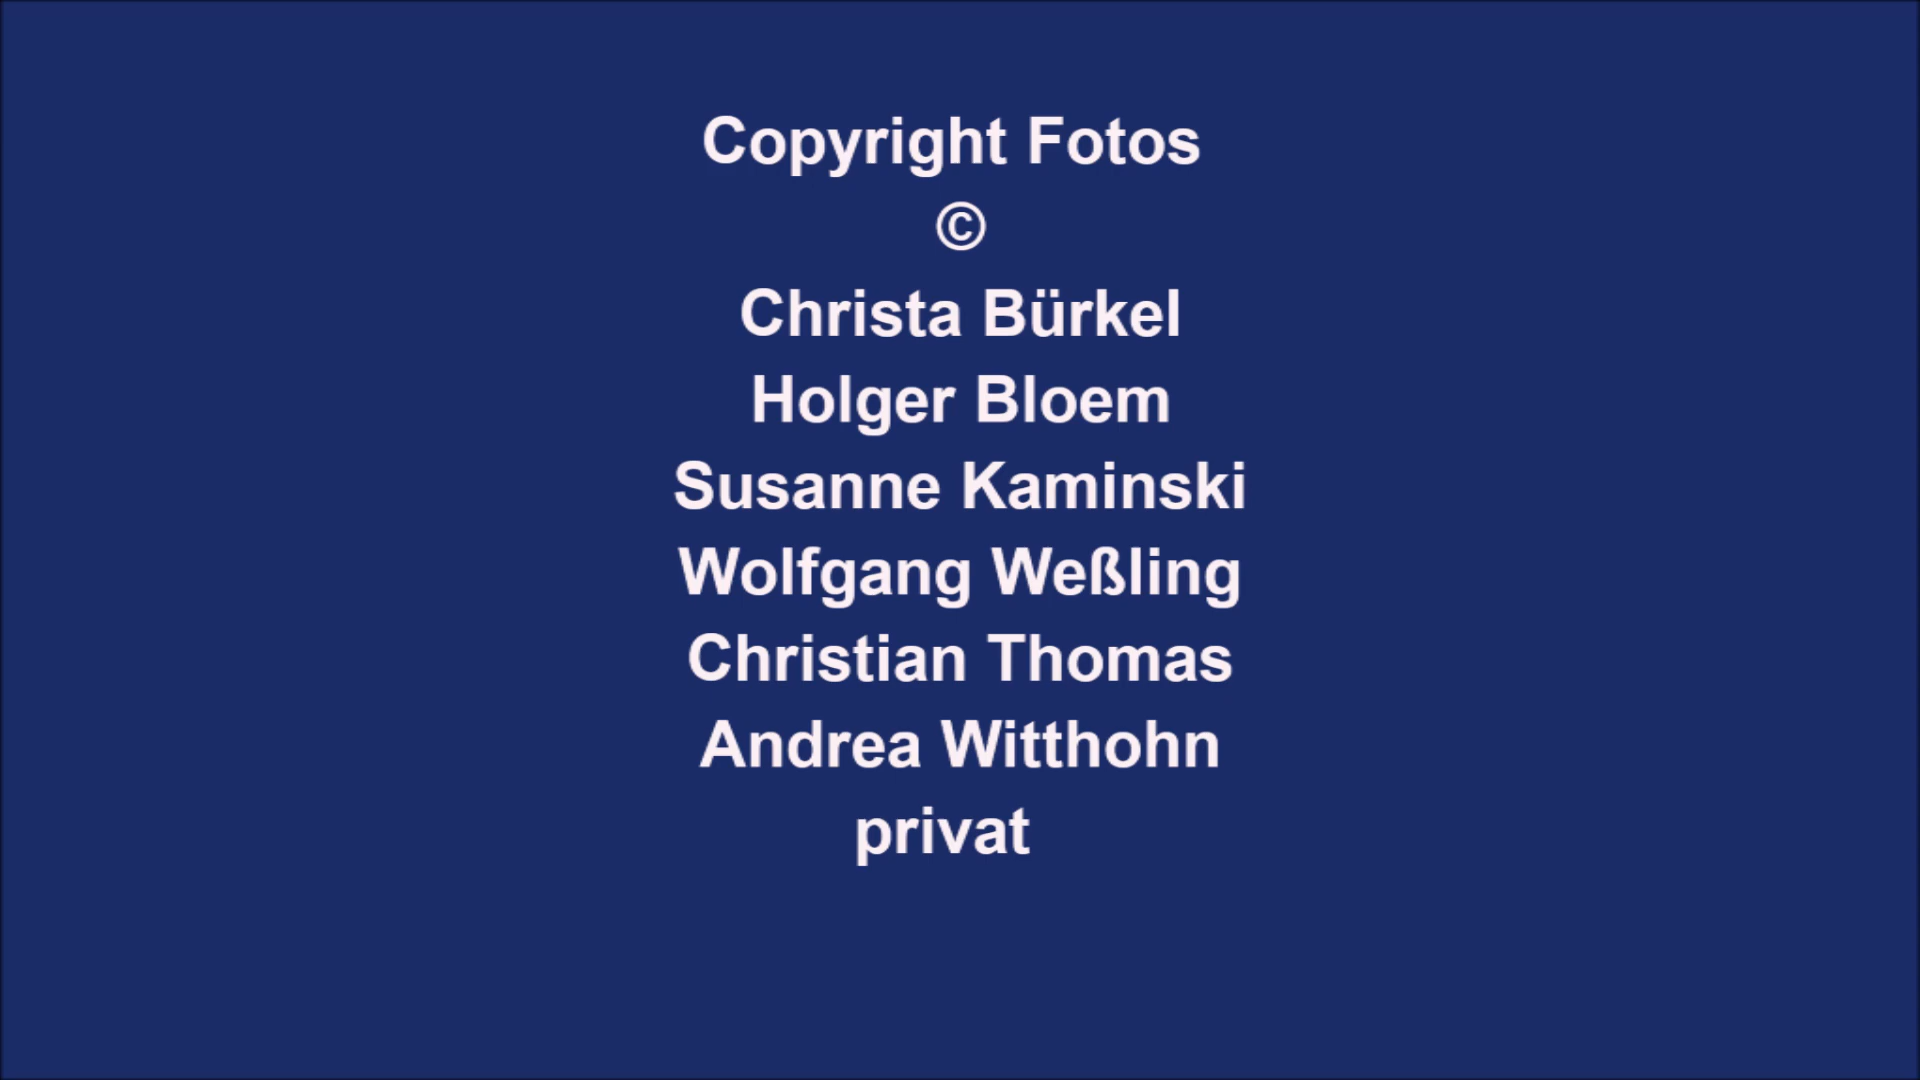 Copyright Fotos
©
Christa Bürkel
Holger Bloem
Susanne Kaminski
Wolfgang Weßling
Christian Thomas
Andrea Witthohn
privat